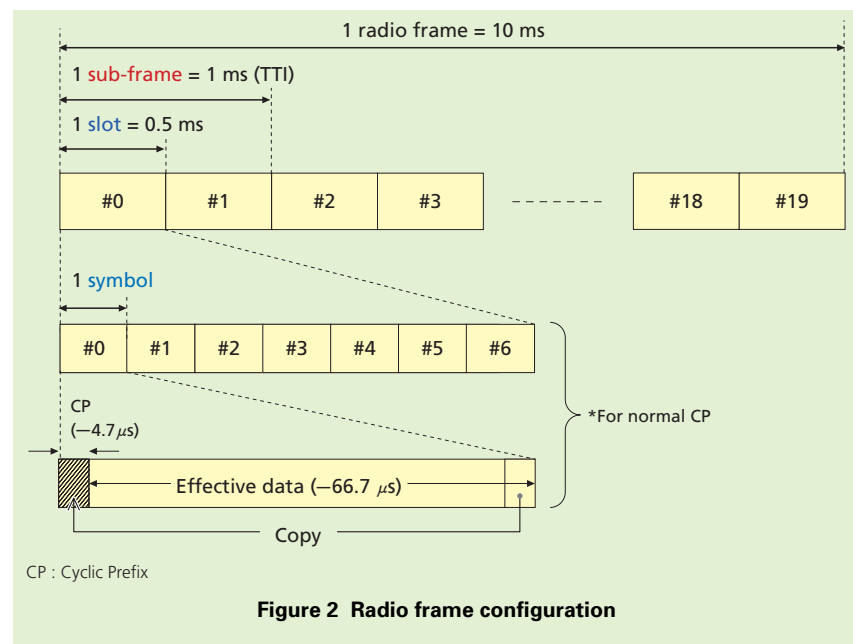 1 radio frame = 10 ms
1 sub-frame = 1 ms (TTI)
1 slot = 0.5 ms
#0 #1 #2 #3 #18 #19
1 symbol
#0 #1 #2 #3 #4 #5 #6
CP
(—4.7μs)
*For normal CP
Effective data (—66.7 μs)
Copy
CP : Cyclic Prefix
Figure 2 Radio frame configuration